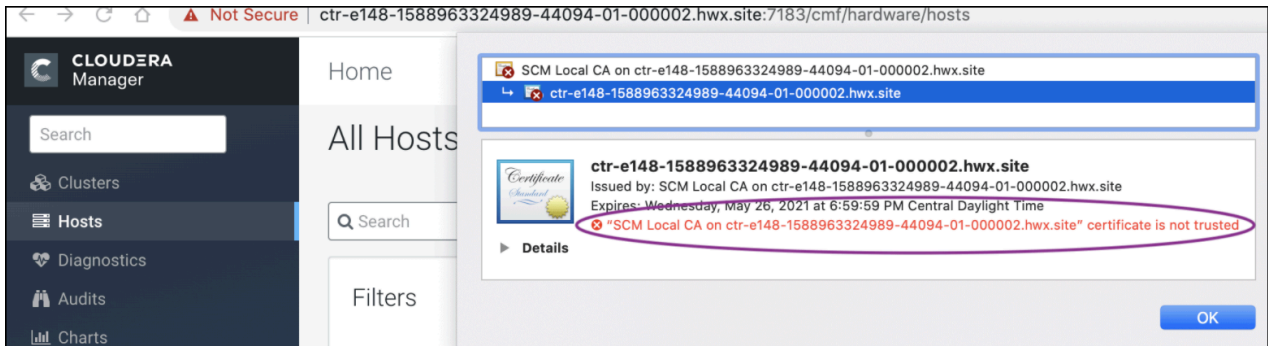 Not Secure ctr-e148-1588963324989-44094-01-000002.hwx.site:7183/cmf/hardware/hosts
CLOUDERA
Manager
Search
Clusters
Hosts
Diagnostics
Audits
Charts
Home
All Hosts
Search
Filters
SCM Local CA on ctr-e148-1588963324989-44094-01-000002.hwx.site
ctr-e148-1588963324989-44094-01-000002.hwx.site
Certificate
Standard
ctr-e148-1588963324989-44094-01-000002.hwx.site
Issued by: SCM Local CA on ctr-e148-1588963324989-44094-01-000002.hwx.site
Expires: Wednesday, May 26, 2021 at 6:59:59 PM Central Daylight Time
“SCM Local CA on ctr-e148-1588963324989-44094-01-000002.hwx.site” certificate is not trusted
Details
OK